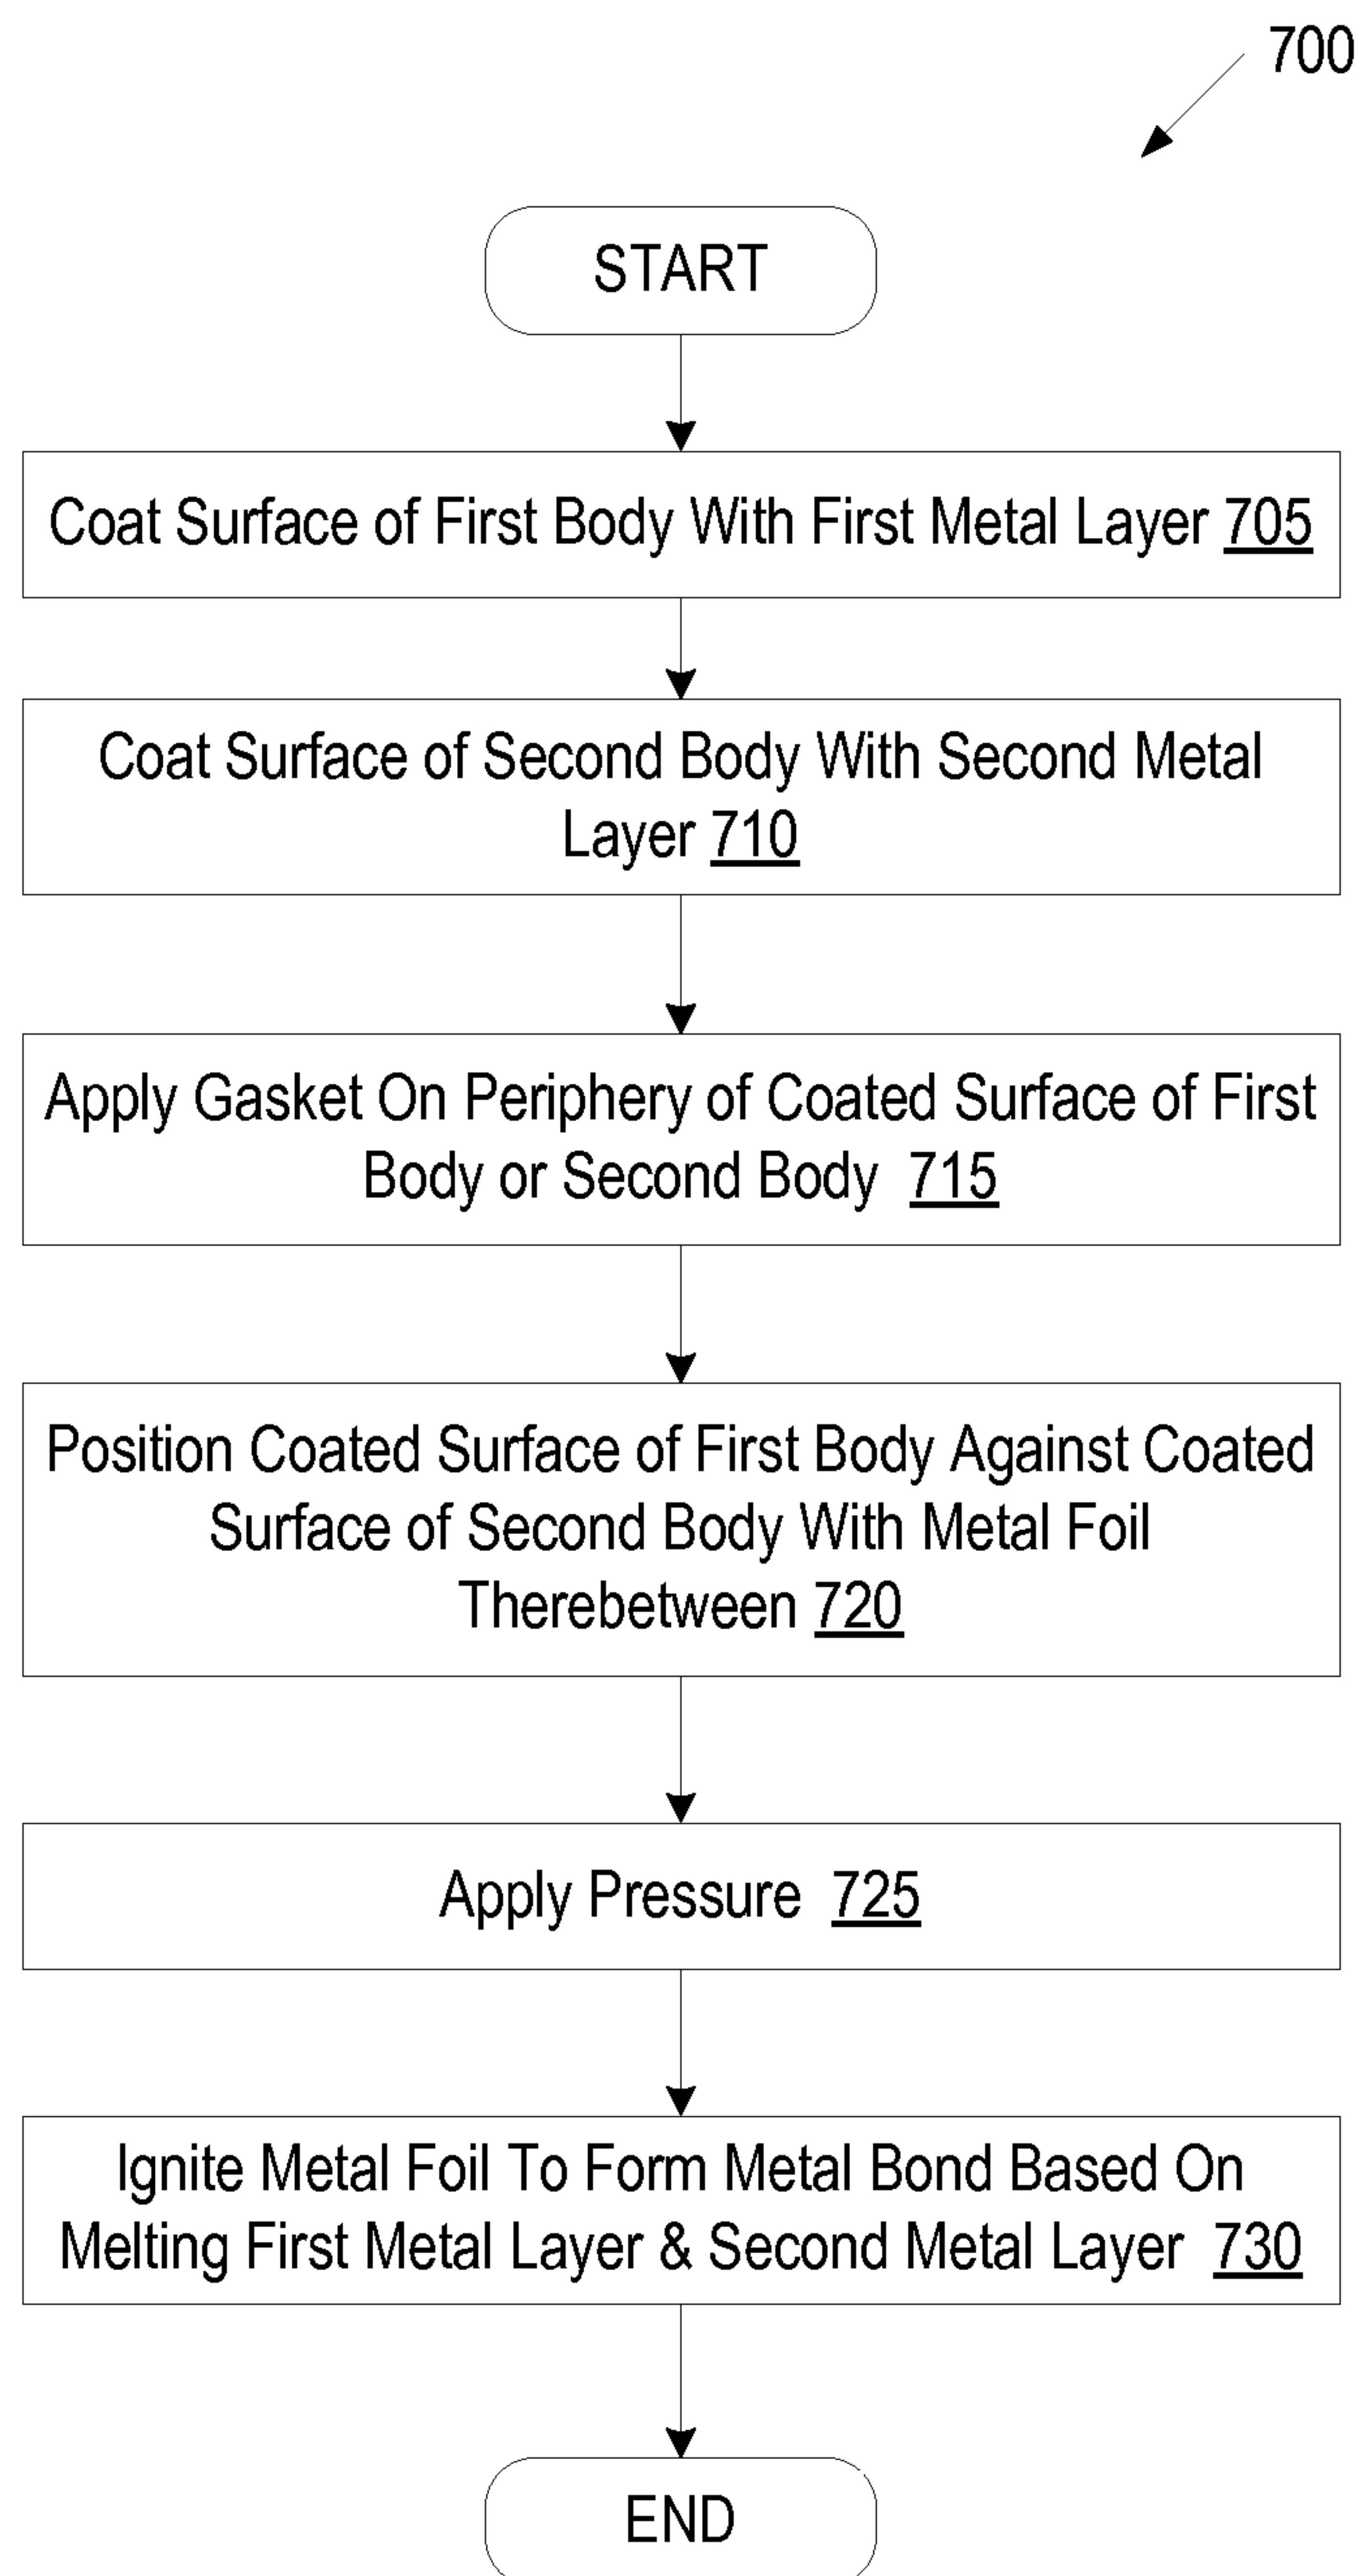 700
START
Coat Surface of First Body With First Metal Layer 705
Coat Surface of Second Body With Second Metal
Layer 710
Apply Gasket On Periphery of Coated Surface of First
Body or Second Body 715
Position Coated Surface of First Body Against Coated
Surface of Second Body With Metal Foil
Therebetween 720
Apply Pressure 725
Ignite Metal Foil To Form Metal Bond Based On
Melting First Metal Layer & Second Metal Layer 730
END